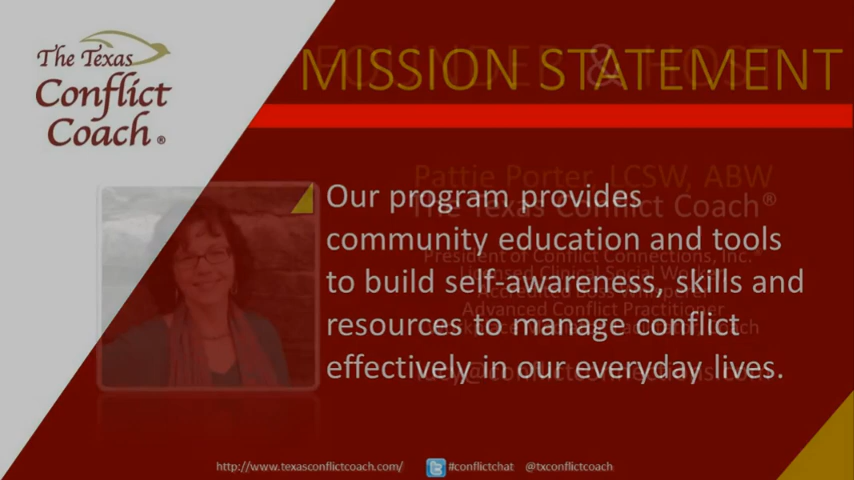 The Texas
Conflict
Coach®
MISSION STATEMENT
FOUNDER & HOST
Pattie Porter, LCSW, ABW
The Texas Conflict Coach®
Our program provides
community education and tools
to build self-awareness, skills and
resources to manage conflict
effectively in our everyday lives.
President of Conflict Connections, Inc.®
Advanced Conflict Practitioner
http://www.texasconflictcoach.com/
#conflictchat
@txconflictcoach